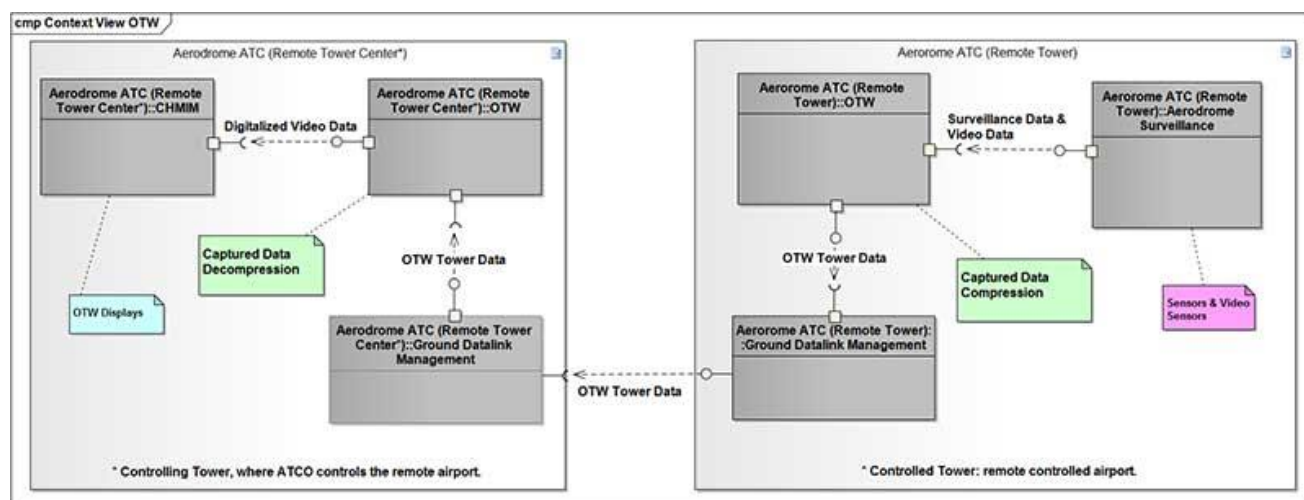 cmp Context View OTW
Aerodrome ATC (Remote Tower Center*)
Aerodrome ATC (Remote
Tower Center*)::CHMIM
Aerodrome ATC (Remote
Tower Center*)::OTW
Digitalized Video Data
Captured Data
Decompression
OTW Tower Data
OTW Displays
Aerodrome ATC (Remote Tower
Center*)::Ground Datalink
Management
* Controlling Tower, where ATCO controls the remote airport.
OTW Tower Data
Aerorome ATC (Remote Tower)
Aerorome ATC (Remote
Tower)::OTW
Aerorome ATC (Remote
Tower)::Aerodrome
Surveillance
Surveillance Data &
Video Data
OTW Tower Data
Captured Data
Compression
Sensors & Video
Sensors
Aerorome ATC (Remote Tower):
:Ground Datalink Management
* Controlled Tower: remote controlled airport.